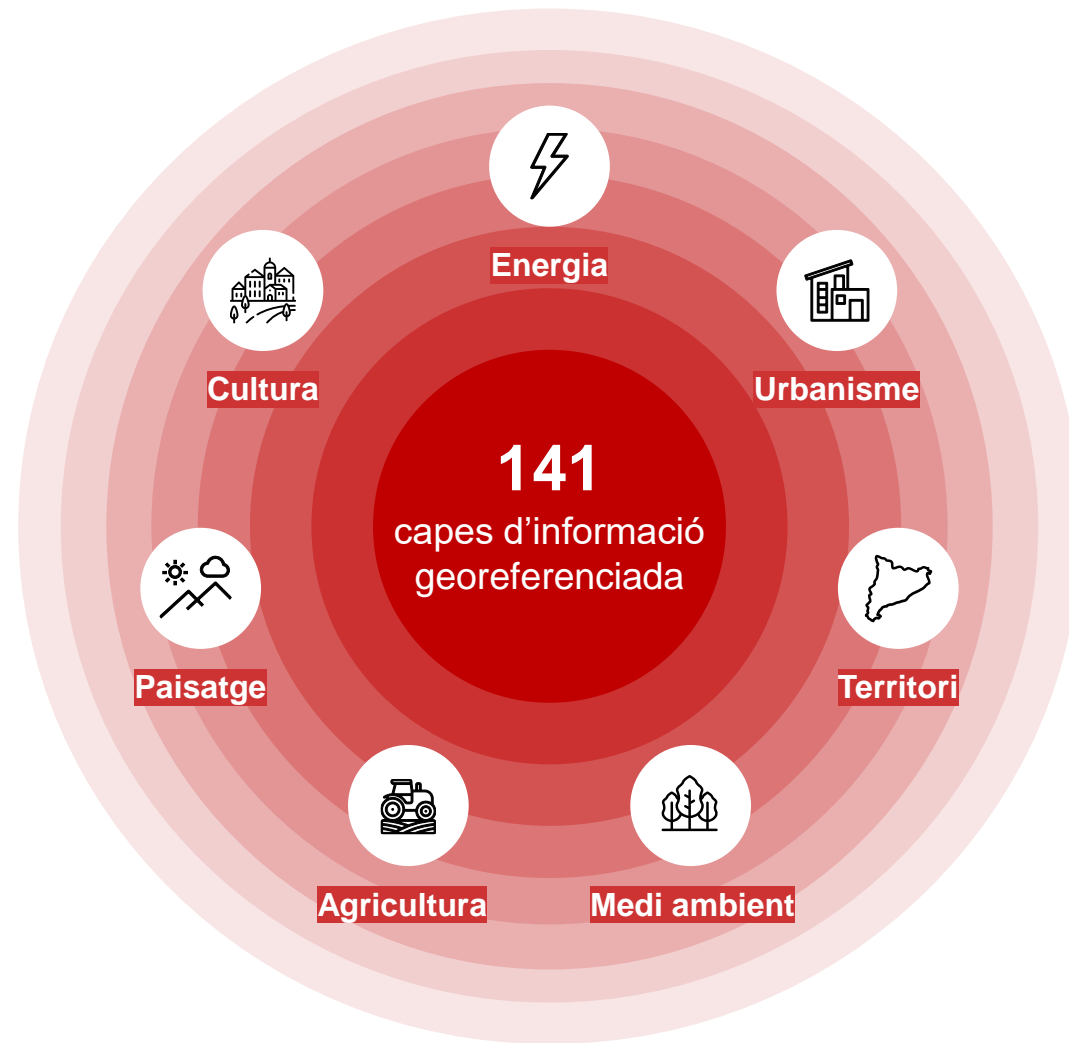 Energia
Cultura
Urbanisme
141
capes d’informació
georeferenciada
Paisatge
Territori
Agricultura
Medi ambient